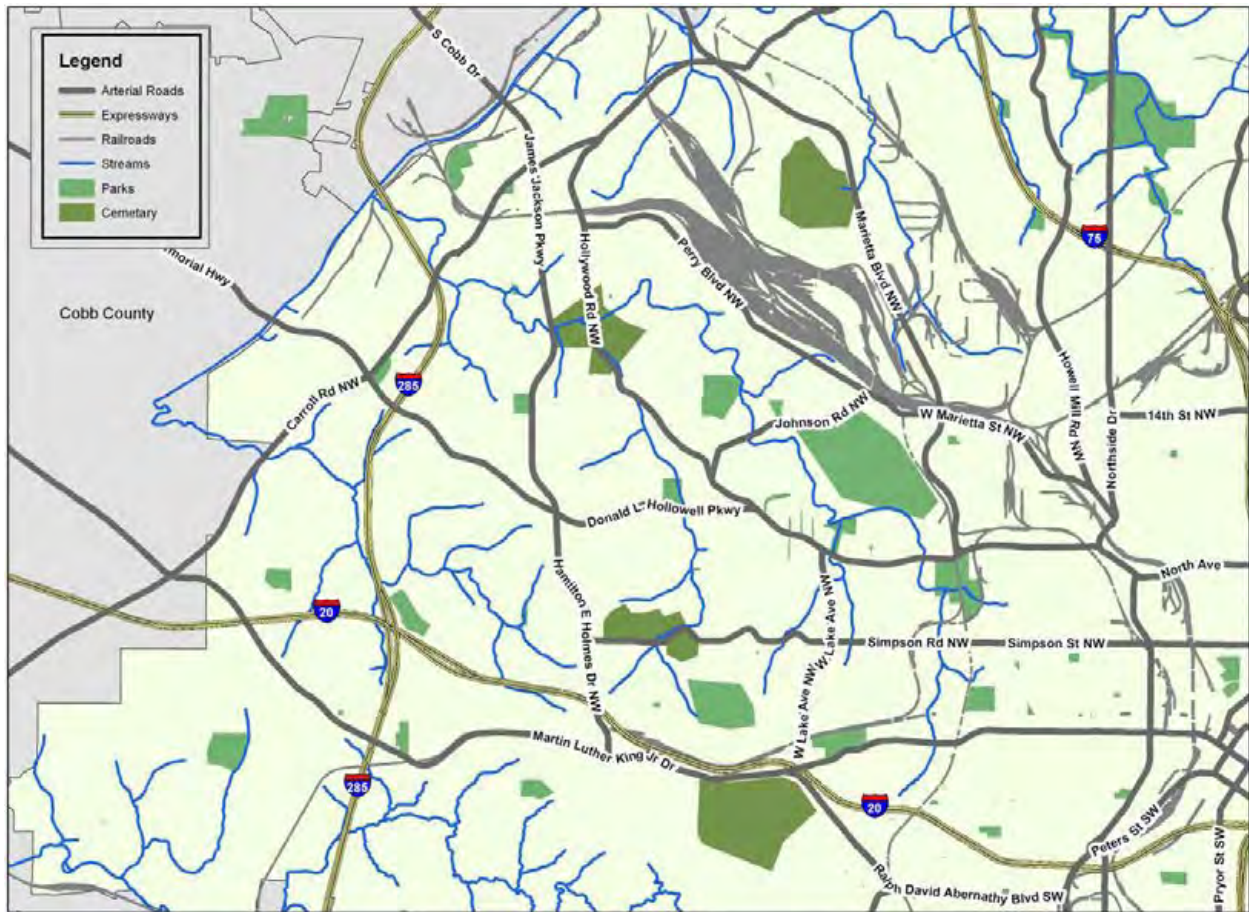 Legend
Arterial Roads
Expressways
Railroads
Streams
Parks
Cemetary
S Cobb Dr
James Jackson Pkwy
Hollywood Rd NW
Perry Blvd NW
Marietta Blvd NW
75
morial Hwy
Cobb County
285
Carroll Rd NW
Howell Mill Rd NW
Northside Dr
Johnson Rd NW
W Marietta St NW
14th St NW
Donald L Hollowell Pkwy
Hamilton E Holmes Dr NW
North Ave
20
W Lake Ave NW
Simpson Rd NW
Simpson St NW
W Lake Ave NW
Martin Luther King Jr Dr
285
20
Peters St SW
Ralph David Abernathy Blvd SW
Pryor St SW